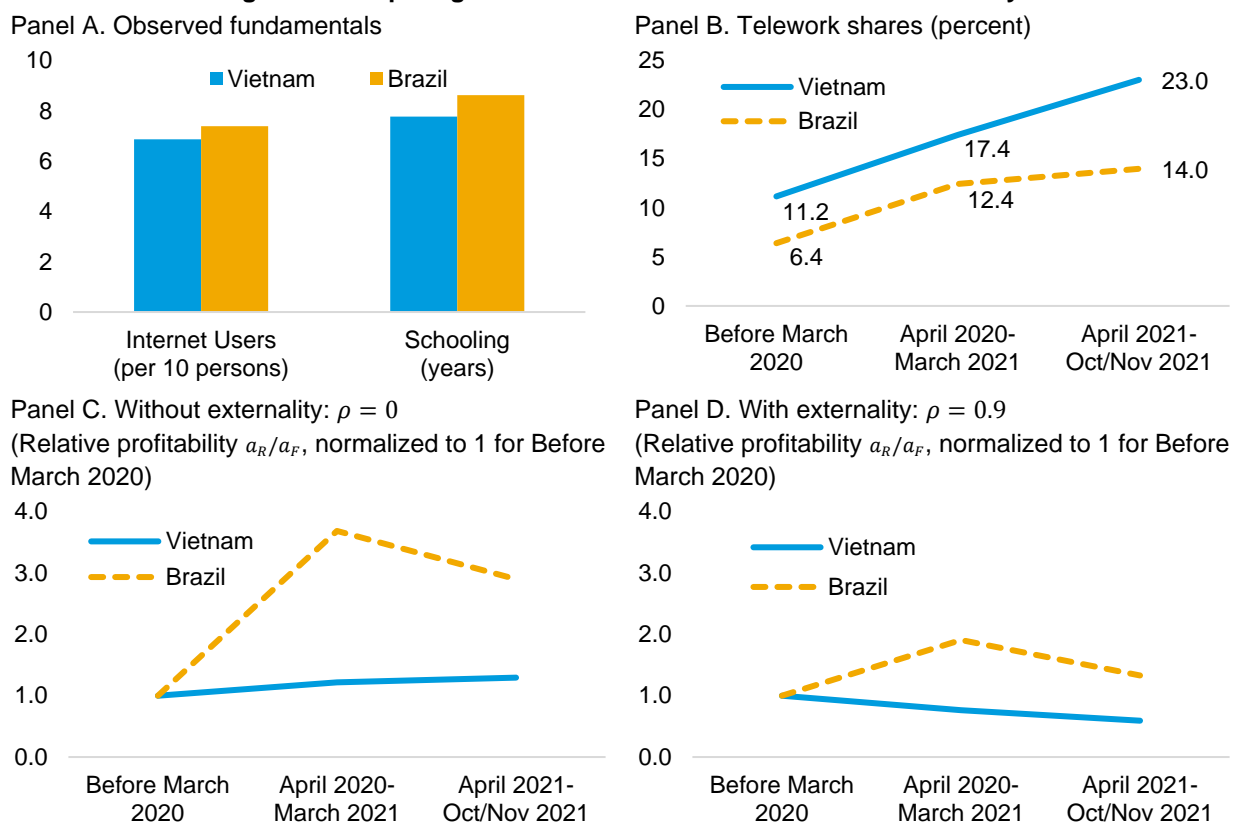 Panel A. Observed fundamentals
10
8
6
4
2
0
Vietnam
Brazil
Internet Users
(per 10 persons)
Schooling
(years)
Panel B. Telework shares (percent)
25
20
15
10
5
0
Vietnam
Brazil
23.0
17.4
14.0
11.2
12.4
6.4
Before March
2020
April 2020-
March 2021
April 2021-
Oct/Nov 2021
Panel C. Without externality: 𝜌 = 0
(Relative profitability 𝑎𝑅/𝑎𝐹, normalized to 1 for Before
March 2020)
4.0
3.0
2.0
1.0
0.0
Vietnam
Brazil
Before March
2020
April 2020-
March 2021
April 2021-
Oct/Nov 2021
Panel D. With externality: 𝜌 = 0.9
(Relative profitability 𝑎𝑅/𝑎𝐹, normalized to 1 for Before
March 2020)
4.0
3.0
2.0
1.0
0.0
Vietnam
Brazil
Before March
2020
April 2020-
March 2021
April 2021-
Oct/Nov 2021